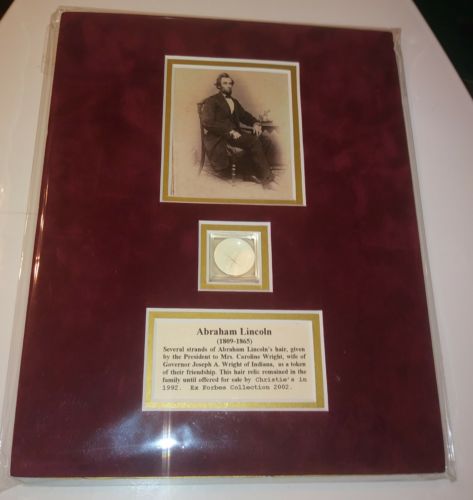 Abraham Lincoln
(1809-1865)
Several strands of Abraham Lincoln's hair, given
by the President to Mrs. Caroline Wright, wife of
Governor Joseph A. Wright of Indiana, as a token
of their friendship. This hair relic remained in the
family until offered for sale by Christie's in
1992. Ex Forbes Collection 2002.